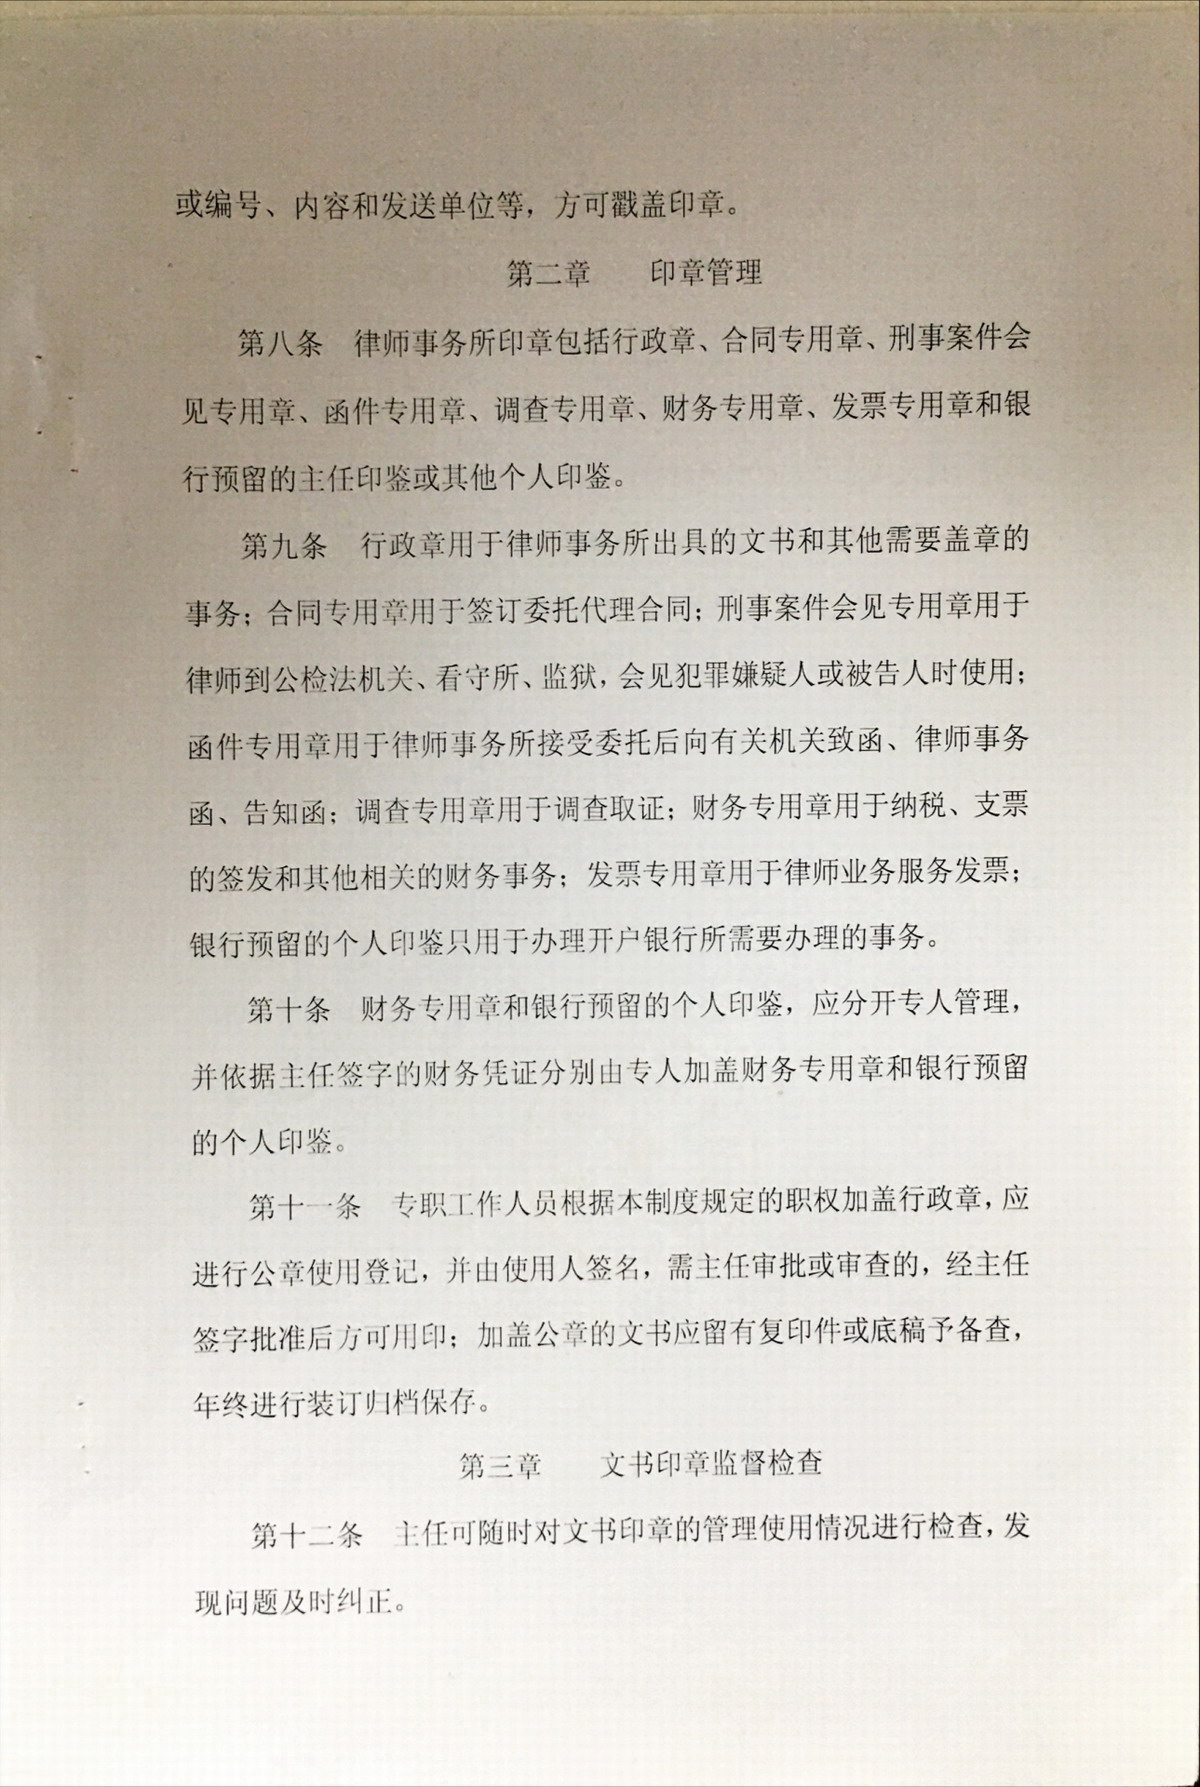 或编号、内容和发送单位等，方可戳盖印章。
第二章　　印章管理
第八条　律师事务所印章包括行政章、合同专用章、刑事案件会
见专用章、函件专用章、调查专用章、财务专用章、发票专用章和银
行预留的主任印鉴或其他个人印鉴。
第九条　行政章用于律师事务所出具的文书和其他需要盖章的
事务；合同专用章用于签订委托代理合同；刑事案件会见专用章用于
律师到公检法机关、看守所、监狱，会见犯罪嫌疑人或被告人时使用；
函件专用章用于律师事务所接受委托后向有关机关致函、律师事务
函、告知函；调查专用章用于调查取证；财务专用章用于纳税、支票
的签发和其他相关的财务事务；发票专用章用于律师业务服务发票；
银行预留的个人印鉴只用于办理开户银行所需要办理的事务。
第十条　财务专用章和银行预留的个人印鉴，应分开专人管理，
并依据主任签字的财务凭证分别由专人加盖财务专用章和银行预留
的个人印鉴。
第十一条　专职工作人员根据本制度规定的职权加盖行政章，应
进行公章使用登记，并由使用人签名，需主任审批或审查的，经主任
签字批准后方可用印；加盖公章的文书应留有复印件或底稿予备查，
年终进行装订归档保存。
第三章　　文书印章监督检查
第十二条　主任可随时对文书印章的管理使用情况进行检查，发
现问题及时纠正。